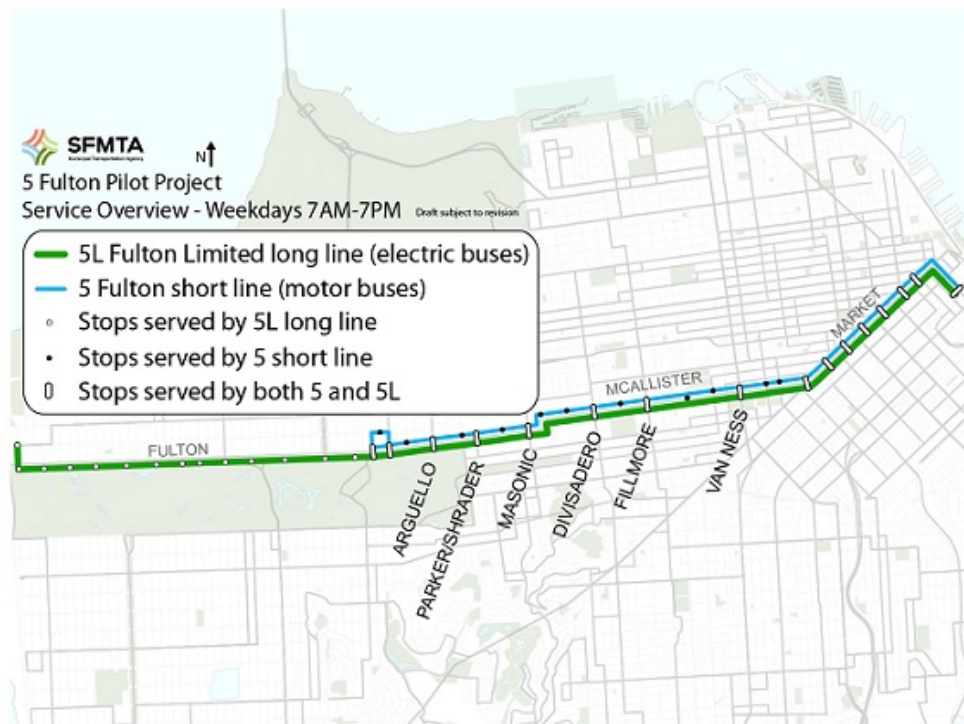 SFMTA
Municipal Transportation Agency
N
5 Fulton Pilot Project
Service Overview - Weekdays 7AM-7PM Draft subject to revision
5L Fulton Limited long line (electric buses)
5 Fulton short line (motor buses)
Stops served by 5L long line
Stops served by 5 short line
Stops served by both 5 and 5L
MARKET
MCALLISTER
FULTON
ARGUELLO
PARKER/SHRADER
MASONIC
DIVISADERO
FILLMORE
VAN NESS